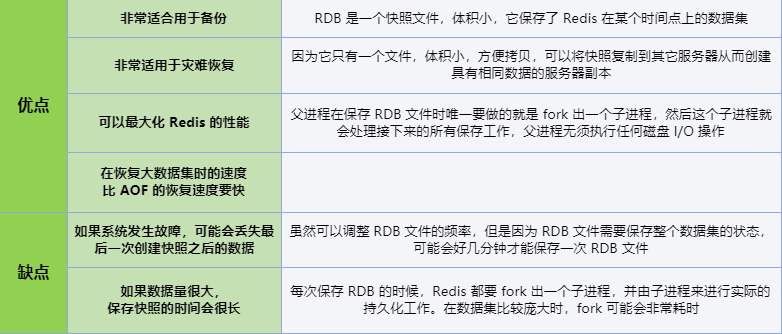 优点
非常适合用于备份
RDB 是一个快照文件，体积小，它保存了 Redis 在某个时间点上的数据集
非常适用于灾难恢复
因为它只有一个文件，体积小，方便拷贝，可以将快照复制到其它服务器从而创建
具有相同数据的服务器副本
可以最大化 Redis 的性能
父进程在保存 RDB 文件时唯一要做的就是 fork 出一个子进程，然后这个子进程就
会处理接下来的所有保存工作，父进程无须执行任何磁盘 I/O 操作
在恢复大数据集时的速度
比 AOF 的恢复速度要快
缺点
如果系统发生故障，可能会丢失最
后一次创建快照之后的数据
虽然可以调整 RDB 文件的频率，但是因为 RDB 文件需要保存整个数据集的状态，
可能会好几分钟才能保存一次 RDB 文件
如果数据量很大，
保存快照的时间会很长
每次保存 RDB 的时候，Redis 都要 fork 出一个子进程，并由子进程来进行实际的
持久化工作。在数据集比较庞大时，fork 可能会非常耗时